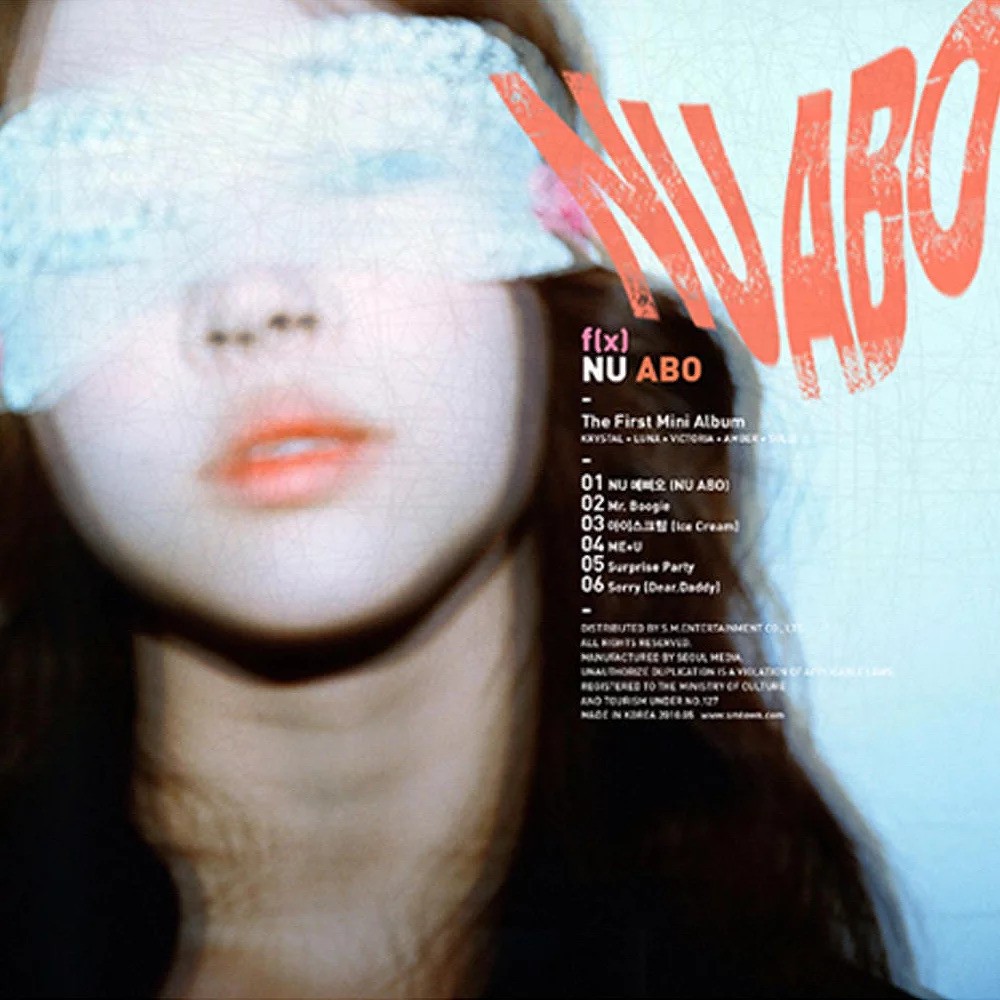 NU ABO
f(x)
NU ABO
-
The First Mini Album
KRYSTAL • LUNA • VICTORIA • AMBER • SULLI
-
01 NU 예삐오 (NU ABO)
02 Mr. Boogie
03 아이스크림 (Ice Cream)
04 ME+U
05 Surprise Party
06 Sorry (Dear.Daddy)
-
DISTRIBUTED BY S.M.ENTERTAINMENT CO., LTD.
ALL RIGHTS RESERVED.
MANUFACTURED BY SEOUL MEDIA.
UNAUTHORIZE DUPLICATION IS A VIOLATION OF APPLICABLE LAWS.
REGISTERED TO THE MINISTRY OF CULTURE
AND TOURISM UNDER NO.127
MADE IN KOREA 2010.05 www.smtown.com